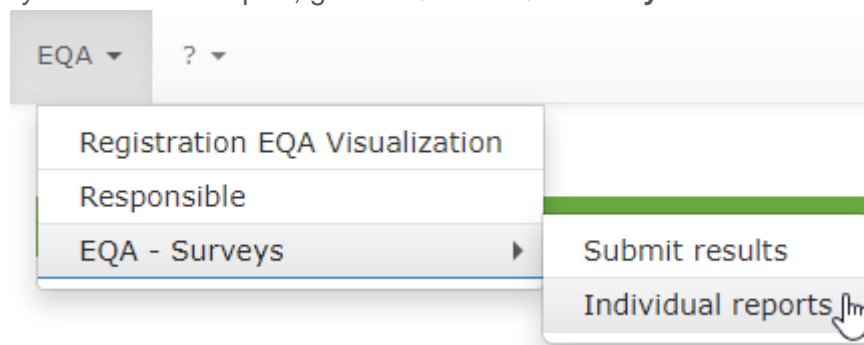 EQA ?
Registration EQA Visualization
Responsible
EQA - Surveys
Submit results
Individual reports